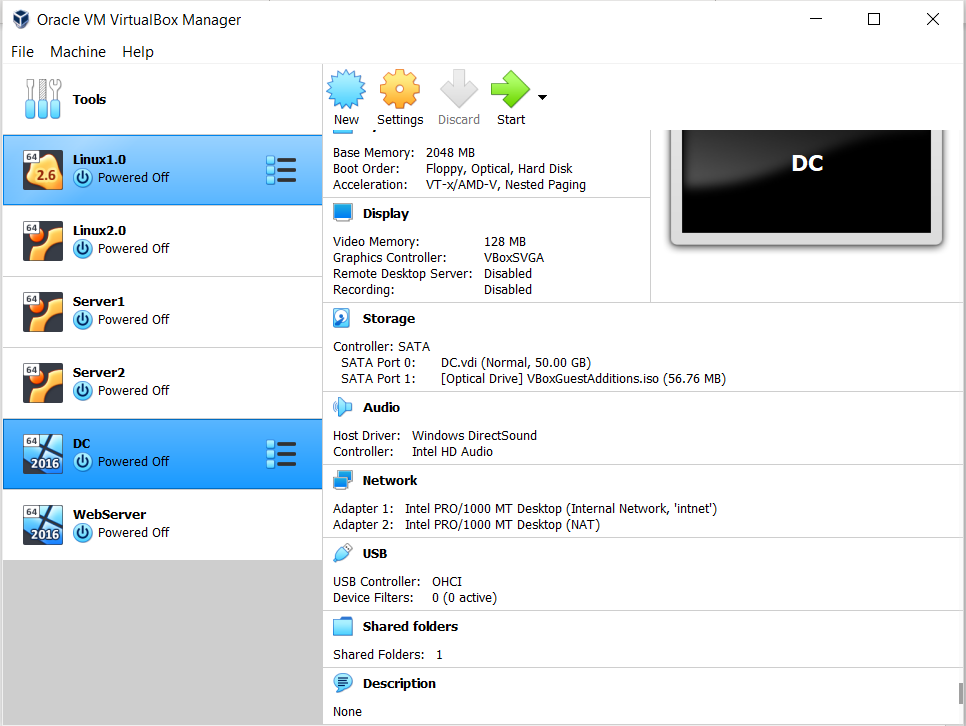 Oracle VM VirtualBox Manager
File Machine Help
Tools
New Settings Discard Start
64 2.6 Linux1.0
Powered Off
64 Linux2.0
Powered Off
64 Server1
Powered Off
64 Server2
Powered Off
64 2016 DC
Powered Off
64 2016 WebServer
Powered Off
Base Memory: 2048 MB
Boot Order: Floppy, Optical, Hard Disk
Acceleration: VT-x/AMD-V, Nested Paging
DC
Display
Video Memory: 128 MB
Graphics Controller: VBoxSVGA
Remote Desktop Server: Disabled
Recording: Disabled
Storage
Controller: SATA
SATA Port 0: DC.vdi (Normal, 50.00 GB)
SATA Port 1: [Optical Drive] VBoxGuestAdditions.iso (56.76 MB)
Audio
Host Driver: Windows DirectSound
Controller: Intel HD Audio
Network
Adapter 1: Intel PRO/1000 MT Desktop (Internal Network, 'intnet')
Adapter 2: Intel PRO/1000 MT Desktop (NAT)
USB
USB Controller: OHCI
Device Filters: 0 (0 active)
Shared folders
Shared Folders: 1
Description
None